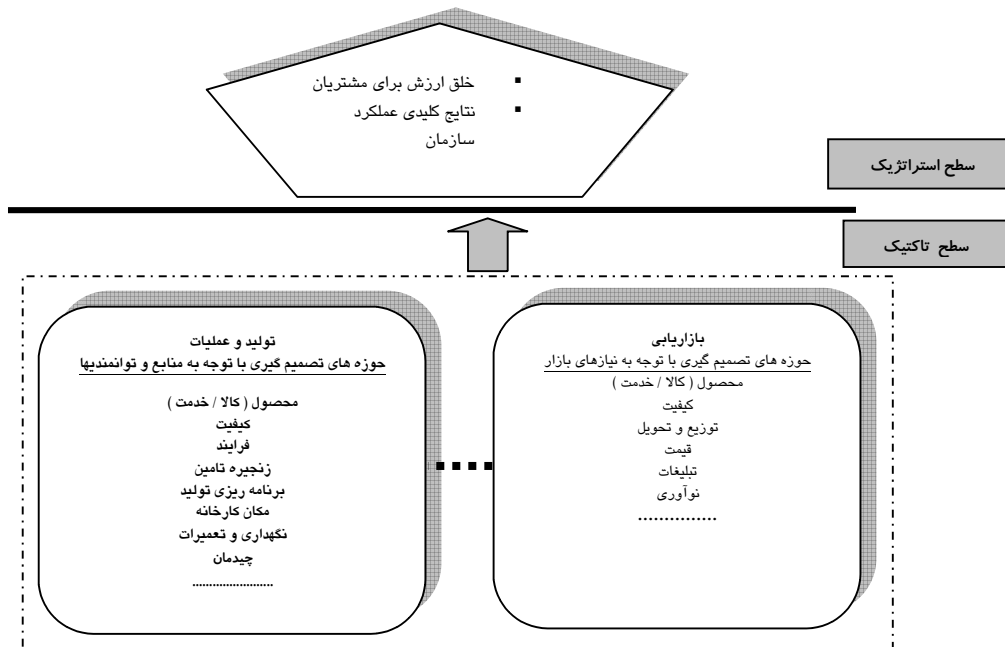 خلق ارزش برای مشتریان
نتایج کلیدی عملکرد
سازمان
سطح استراتژیک
سطح تاکتیک
بازاریابی
حوزه های تصمیم گیری با توجه به نیازهای بازار
محصول ( کالا / خدمت )
کیفیت
توزیع و تحویل
قیمت
تبلیغات
نوآوری
...............
تولید و عملیات
حوزه های تصمیم گیری با توجه به منابع و توانمندیها
محصول ( کالا / خدمت )
کیفیت
فرایند
زنجیره تامین
برنامه ریزی تولید
مکان کارخانه
نگهداری و تعمیرات
چیدمان
........................